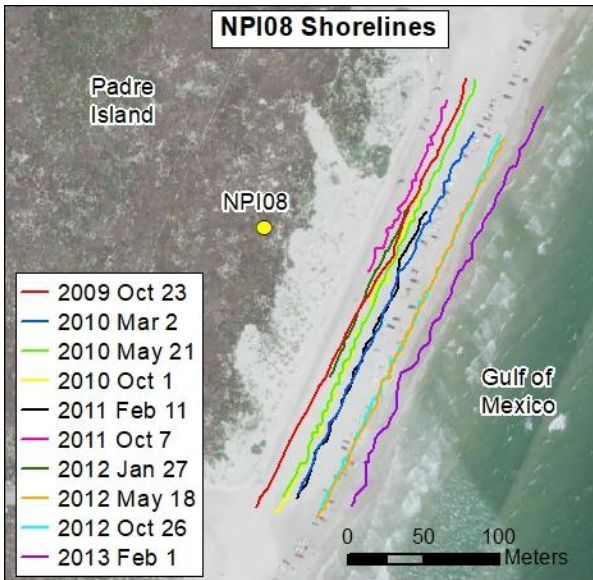 NPI08 Shorelines
Padre
Island
NPI08
2009 Oct 23
2010 Mar 2
2010 May 21
2010 Oct 1
2011 Feb 11
2011 Oct 7
2012 Jan 27
2012 May 18
2012 Oct 26
2013 Feb 1
Gulf of
Mexico
0 50 100
Meters